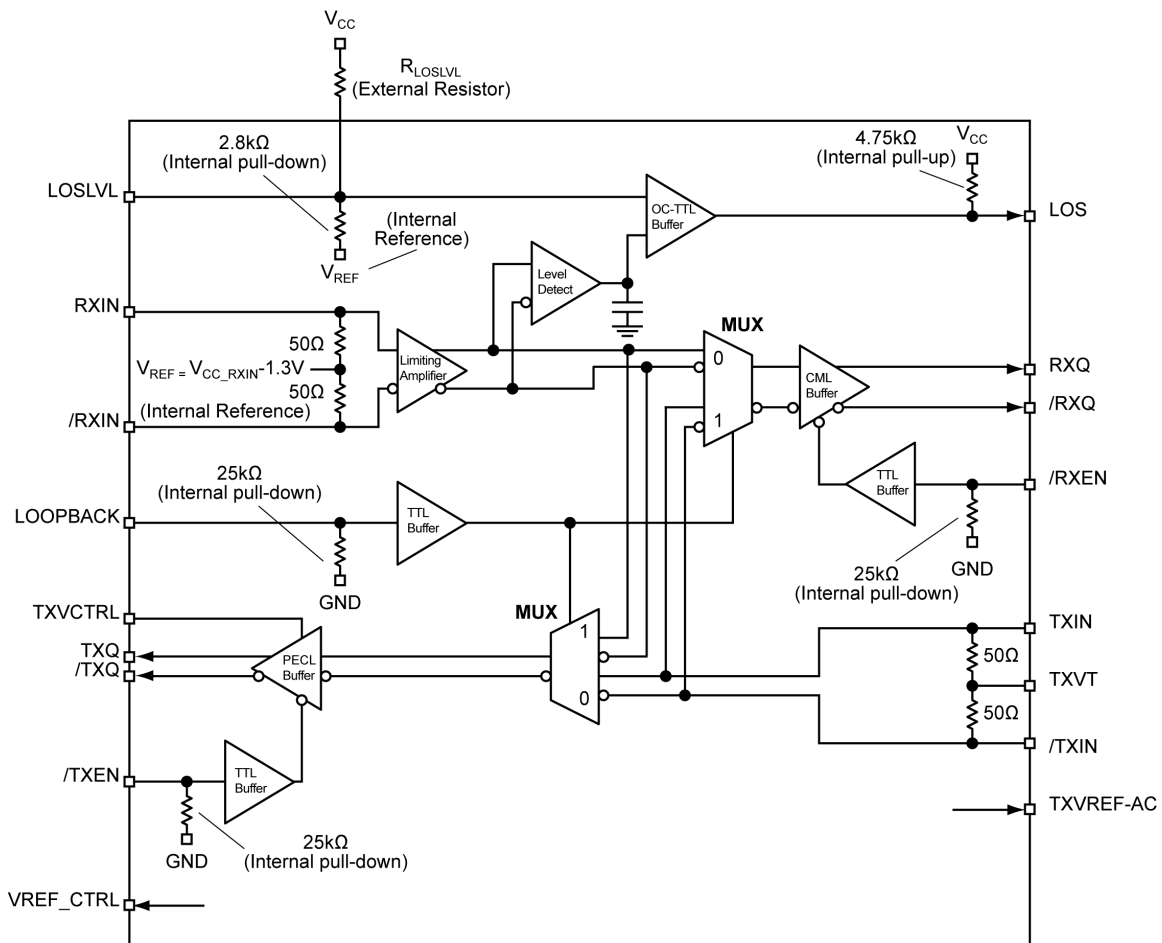 VCC
RLOSLVL
(External Resistor)
2.8kΩ
(Internal pull-down)
4.75kΩ
(Internal pull-up)
VCC
LOSLVL
(Internal
Reference)
VREF
OC-TTL
Buffer
LOS
Level
Detect
RXIN
50Ω
VREF = VCC_RXIN-1.3V
50Ω
(Internal Reference)
/RXIN
Limiting
Amplifier
MUX
0
1
CML
Buffer
RXQ
/RXQ
25kΩ
(Internal pull-down)
LOOPBACK
GND
TTL
Buffer
TTL
Buffer
/RXEN
25kΩ
(Internal pull-down)
GND
TXVCTRL
TXQ
/TXQ
PECL
Buffer
MUX
1
0
TXIN
50Ω
TXVT
50Ω
/TXIN
/TXEN
TTL
Buffer
GND
25kΩ
(Internal pull-down)
TXVREF-AC
VREF_CTRL